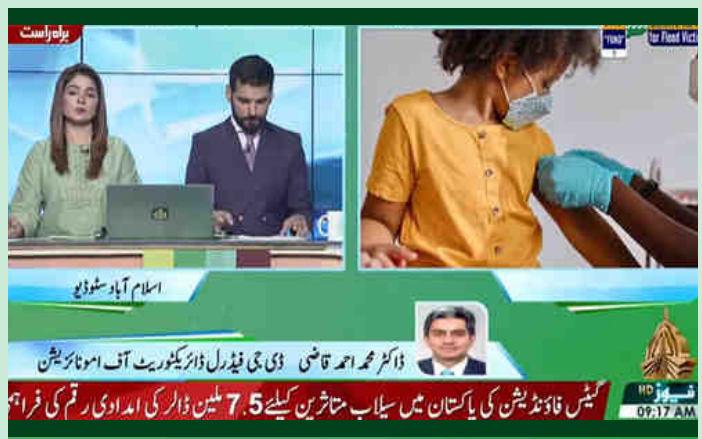 براہ راست
"FUND"
for Flood Victi
اسلام آباد سٹوڈیو
ڈاکٹر محمد احمد قاضی ڈی جی فیڈرل ڈائریکٹوریٹ آف امونائزیشن
گیٹس فاؤنڈیشن کی پاکستان میں سیلاب متاثرین کیلئے 7.5 ملین ڈالر کی امدادی رقم کی فراہم
نیوز HD
09:17 AM